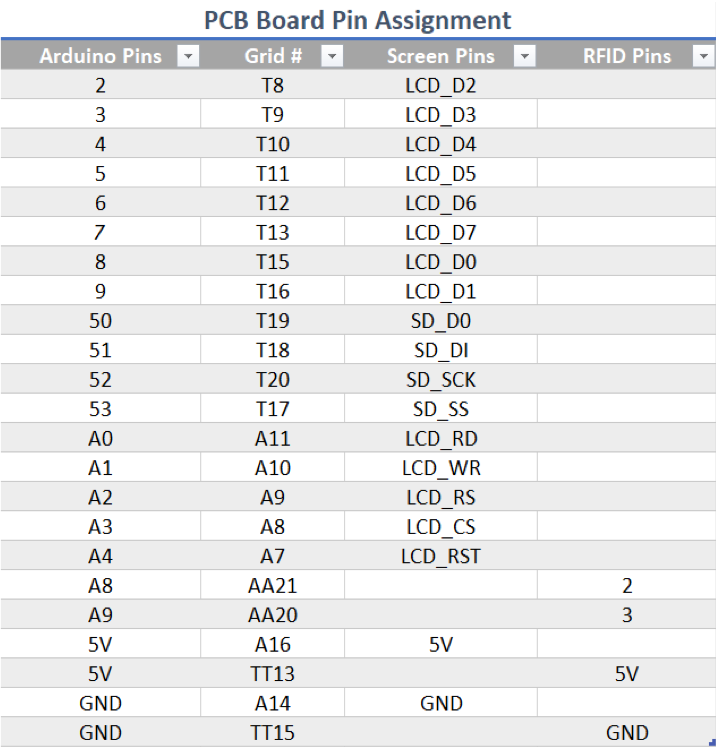 PCB Board Pin Assignment
Arduino Pins Grid # Screen Pins RFID Pins
2 T8 LCD_D2
3 T9 LCD_D3
4 T10 LCD_D4
5 T11 LCD_D5
6 T12 LCD_D6
7 T13 LCD_D7
8 T15 LCD_D0
9 T16 LCD_D1
50 T19 SD_D0
51 T18 SD_DI
52 T20 SD_SCK
53 T17 SD_SS
A0 A11 LCD_RD
A1 A10 LCD_WR
A2 A9 LCD_RS
A3 A8 LCD_CS
A4 A7 LCD_RST
A8 AA21 2
A9 AA20 3
5V A16 5V
5V TT13 5V
GND A14 GND
GND TT15 GND